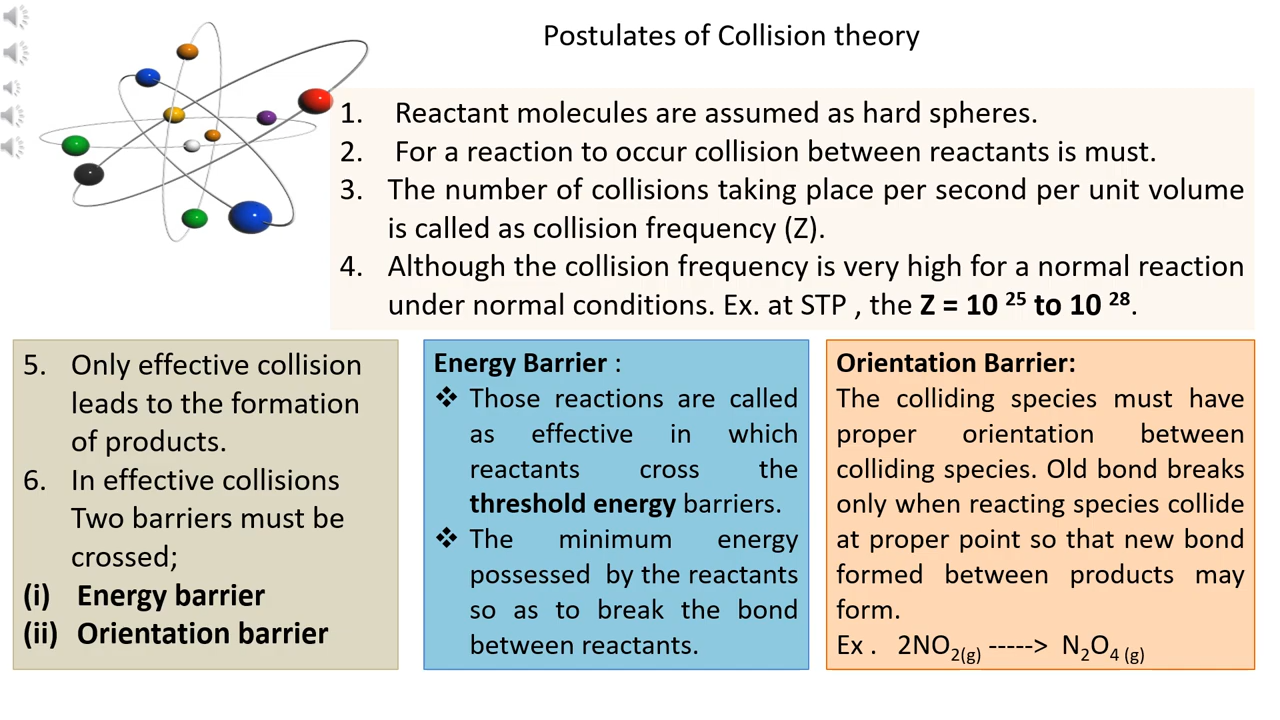 Postulates of Collision theory
1. Reactant molecules are assumed as hard spheres.
2. For a reaction to occur collision between reactants is must.
3. The number of collisions taking place per second per unit volume
is called as collision frequency (Z).
4. Although the collision frequency is very high for a normal reaction
under normal conditions. Ex. at STP , the Z = 10 25 to 10 28.
5. Only effective collision
leads to the formation
of products.
6. In effective collisions
Two barriers must be
crossed;
(i) Energy barrier
(ii) Orientation barrier
Energy Barrier :
❖ Those reactions are called
as effective in which
reactants cross the
threshold energy barriers.
❖ The minimum energy
possessed by the reactants
so as to break the bond
between reactants.
Orientation Barrier:
The colliding species must have
proper orientation between
colliding species. Old bond breaks
only when reacting species collide
at proper point so that new bond
formed between products may
form.
Ex . 2NO2(g) -----> N2O4 (g)